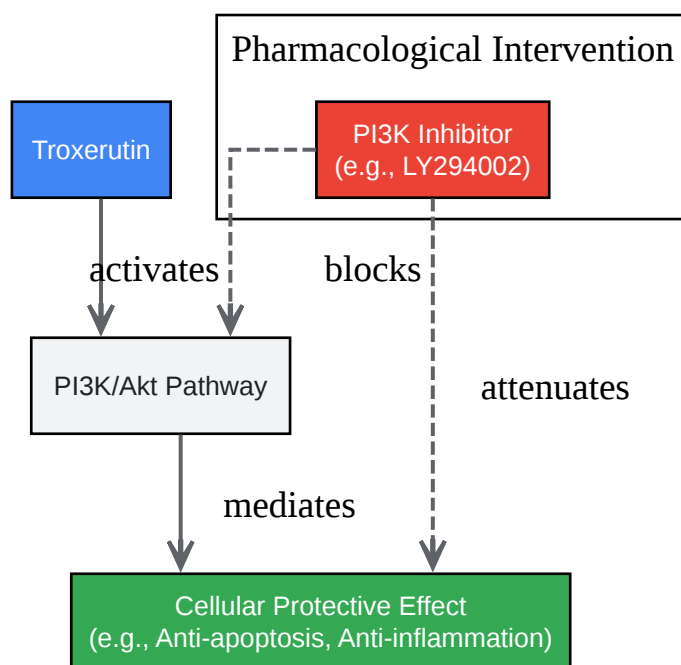 Pharmacological Intervention
Troxerutin
PI3K Inhibitor
(e.g., LY294002)
activates
blocks
PI3K/Akt Pathway
attenuates
mediates
Cellular Protective Effect
(e.g., Anti-apoptosis, Anti-inflammation)